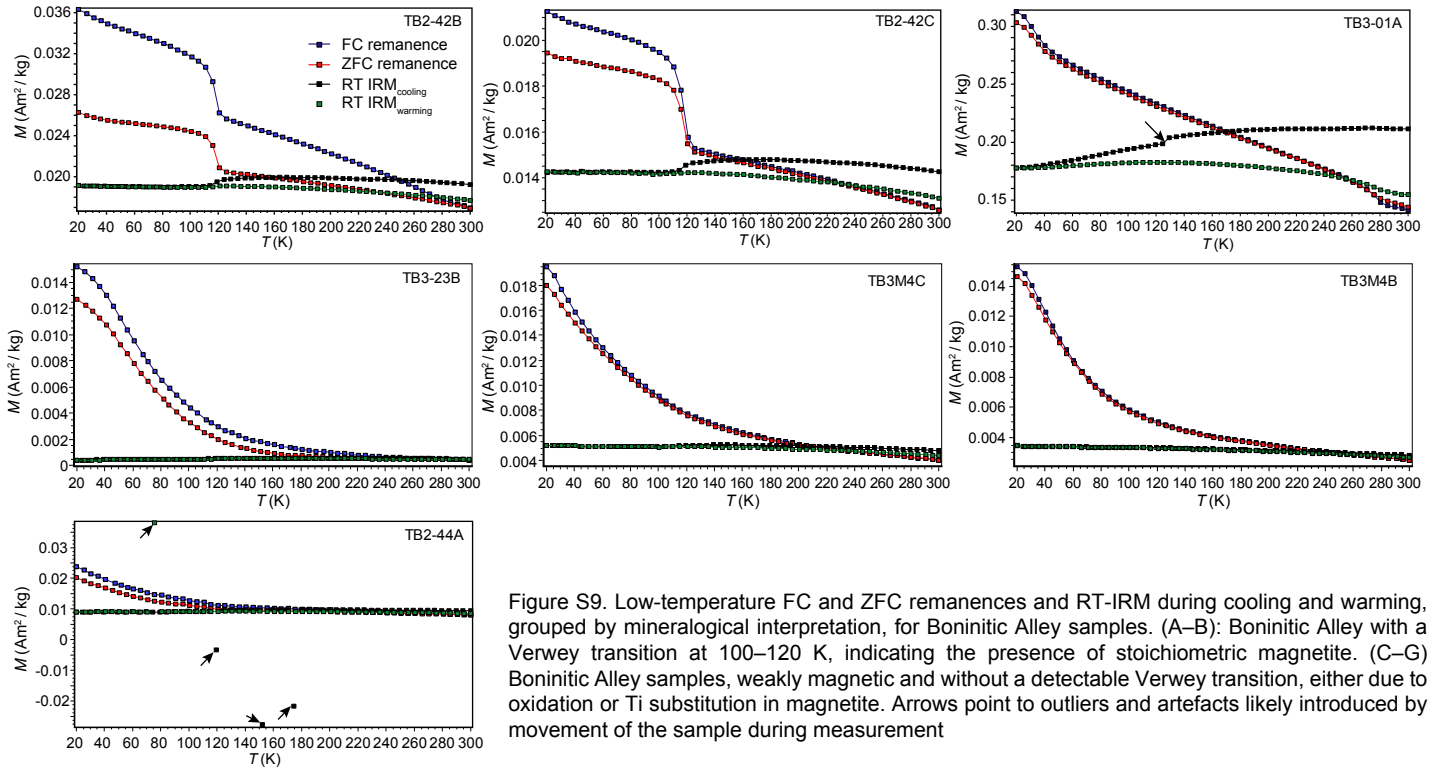 TB2-42B
0.036
0.032
0.028
0.024
0.020
M (Am² / kg)
FC remanence
ZFC remanence
RT IRMcooling
RT IRMwarming
20 40 60 80 100 120 140 160 180 200 220 240 260 280 300
T (K)
TB2-42C
0.020
0.018
0.016
0.014
M (Am² / kg)
20 40 60 80 100 120 140 160 180 200 220 240 260 280 300
T (K)
TB3-01A
0.30
0.25
0.20
0.15
M (Am² / kg)
20 40 60 80 100 120 140 160 180 200 220 240 260 280 300
T (K)
TB3-23B
0.014
0.0120
0.010
0.008
0.006
0.004
0.002
0
M (Am² / kg)
20 40 60 80 100 120 140 160 180 200 220 240 260 280 300
T (K)
TB3M4C
0.018
0.016
0.014
0.012
0.010
0.008
0.006
0.004
M (Am² / kg)
20 40 60 80 100 120 140 160 180 200 220 240 260 280 300
T (K)
TB3M4B
0.014
0.012
0.010
0.008
0.006
0.004
M (Am² / kg)
20 40 60 80 100 120 140 160 180 200 220 240 260 280 300
T (K)
TB2-44A
0.03
0.02
0.01
0
-0.01
-0.02
M (Am² / kg)
20 40 60 80 100 120 140 160 180 200 220 240 260 280 300
T (K)
Figure S9. Low-temperature FC and ZFC remanences and RT-IRM during cooling and warming,
grouped by mineralogical interpretation, for Boninitic Alley samples. (A–B): Boninitic Alley with a
Verwey transition at 100–120 K, indicating the presence of stoichiometric magnetite. (C–G)
Boninitic Alley samples, weakly magnetic and without a detectable Verwey transition, either due to
oxidation or Ti substitution in magnetite. Arrows point to outliers and artefacts likely introduced by
movement of the sample during measurement